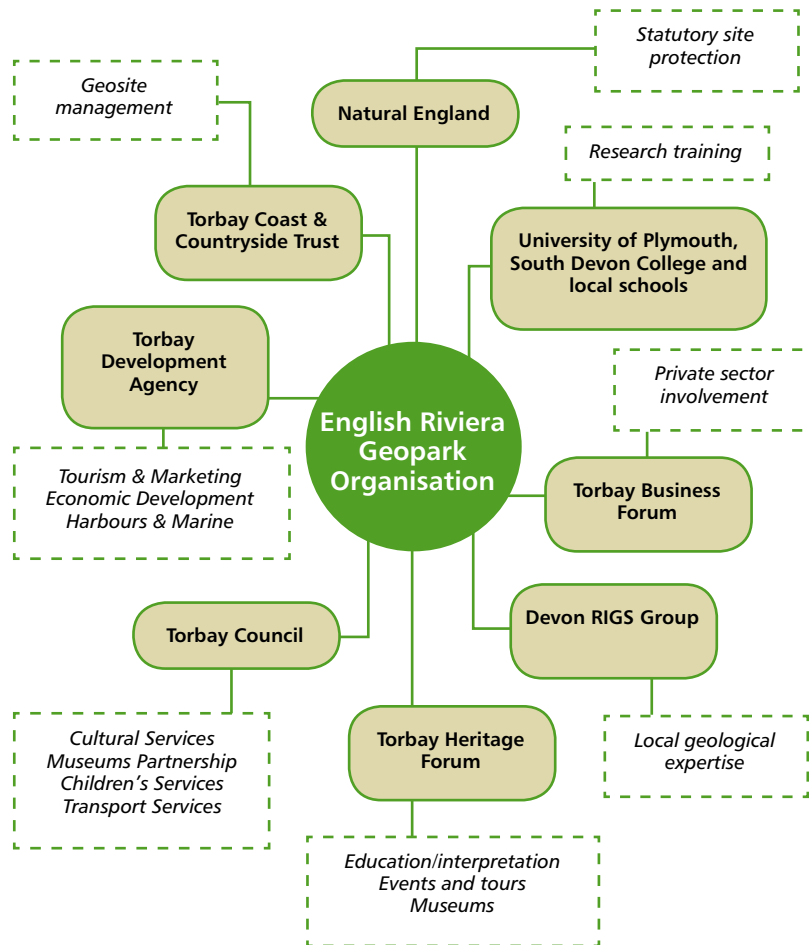 Statutory site
protection
Geosite
management
Natural England
Research training
Torbay Coast &
Countryside Trust
University of Plymouth,
South Devon College and
local schools
Torbay
Development
Agency
Private sector
involvement
English Riviera
Geopark
Organisation
Tourism & Marketing
Economic Development
Harbours & Marine
Torbay Business
Forum
Torbay Council
Devon RIGS Group
Cultural Services
Museums Partnership
Children’s Services
Transport Services
Torbay Heritage
Forum
Local geological
expertise
Education/interpretation
Events and tours
Museums